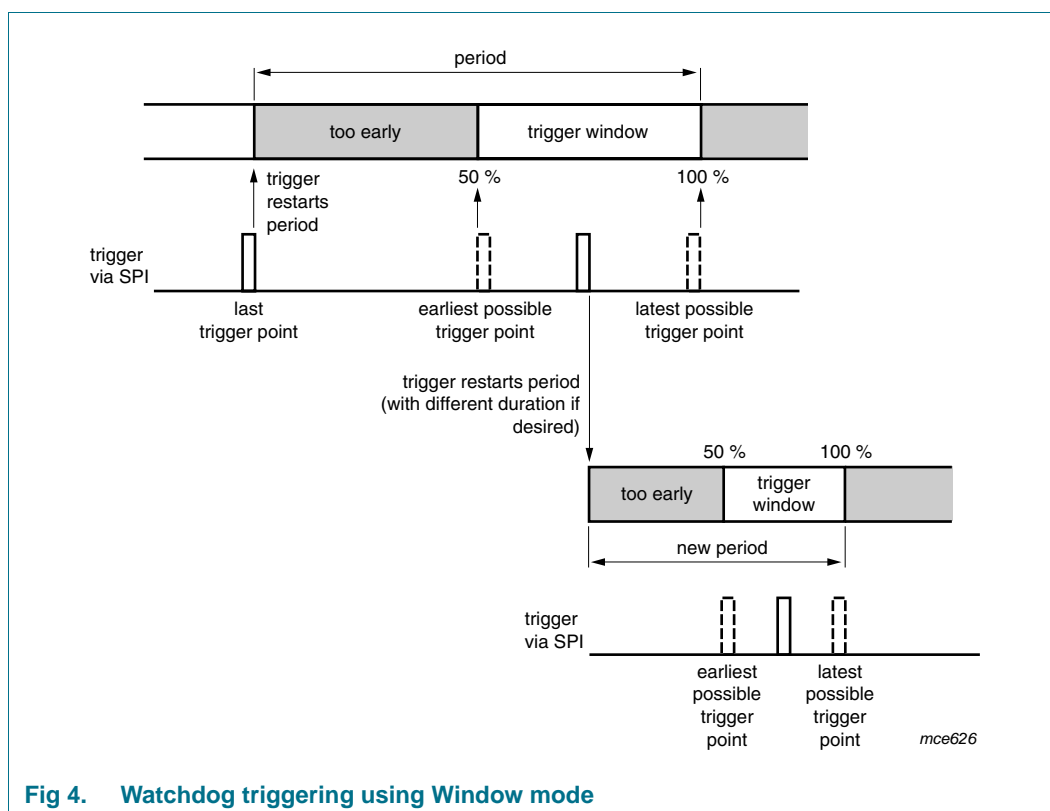 period
too early
trigger window
trigger
restarts
period
50 %
100 %
trigger
via SPI
last
trigger point
earliest possible
trigger point
latest possible
trigger point
trigger restarts period
(with different duration if
desired)
50 %
100 %
too early
trigger
window
new period
trigger
via SPI
earliest
possible
trigger
point
latest
possible
trigger
point
mce626
Fig 4. Watchdog triggering using Window mode